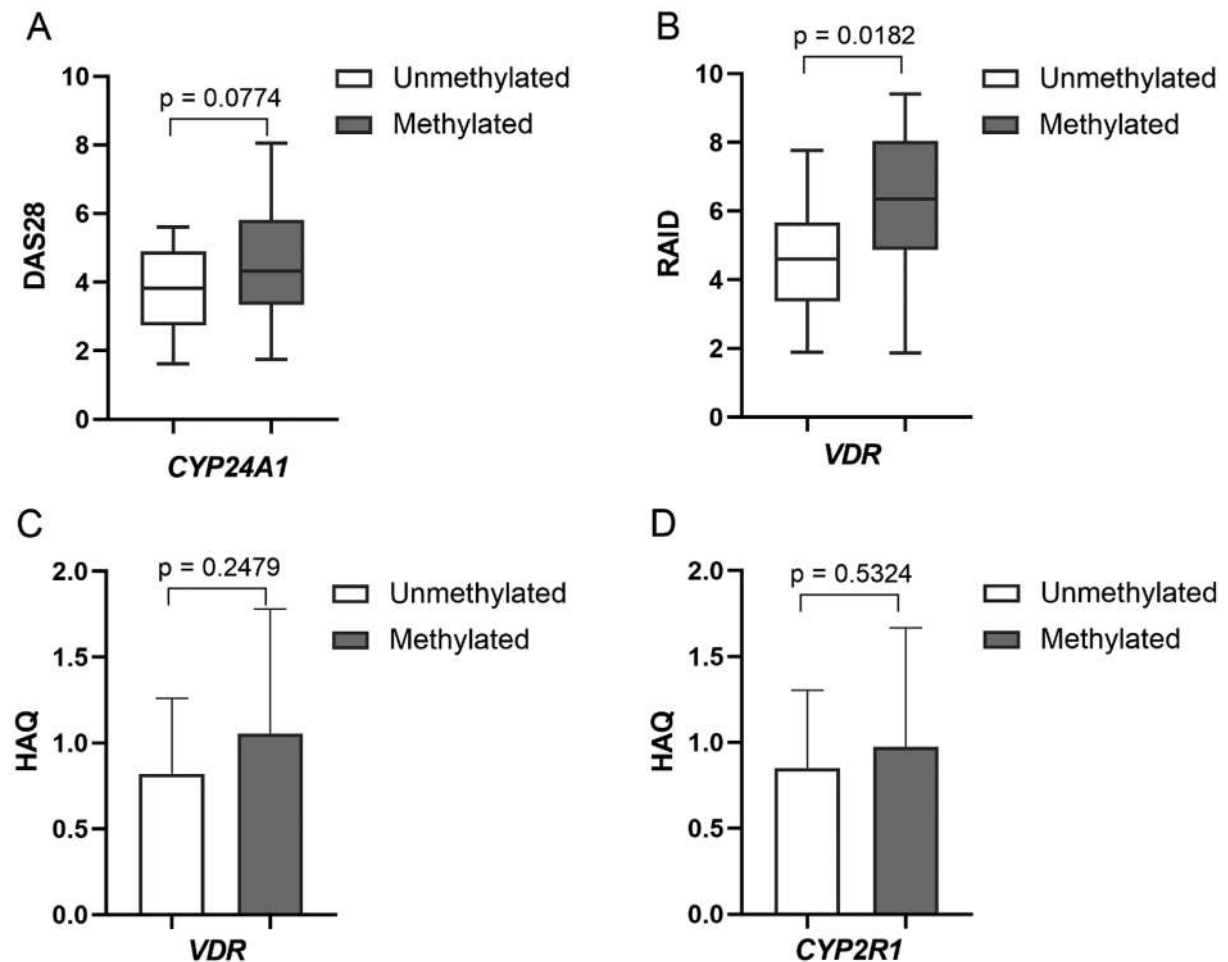 A
p = 0.0774
Unmethylated
Methylated
10
8
6
4
2
0
DAS28
CYP24A1
B
p = 0.0182
Unmethylated
Methylated
10
8
6
4
2
0
RAID
VDR
C
p = 0.2479
Unmethylated
Methylated
2.0
1.5
1.0
0.5
0.0
HAQ
VDR
D
p = 0.5324
Unmethylated
Methylated
2.0
1.5
1.0
0.5
0.0
HAQ
CYP2R1